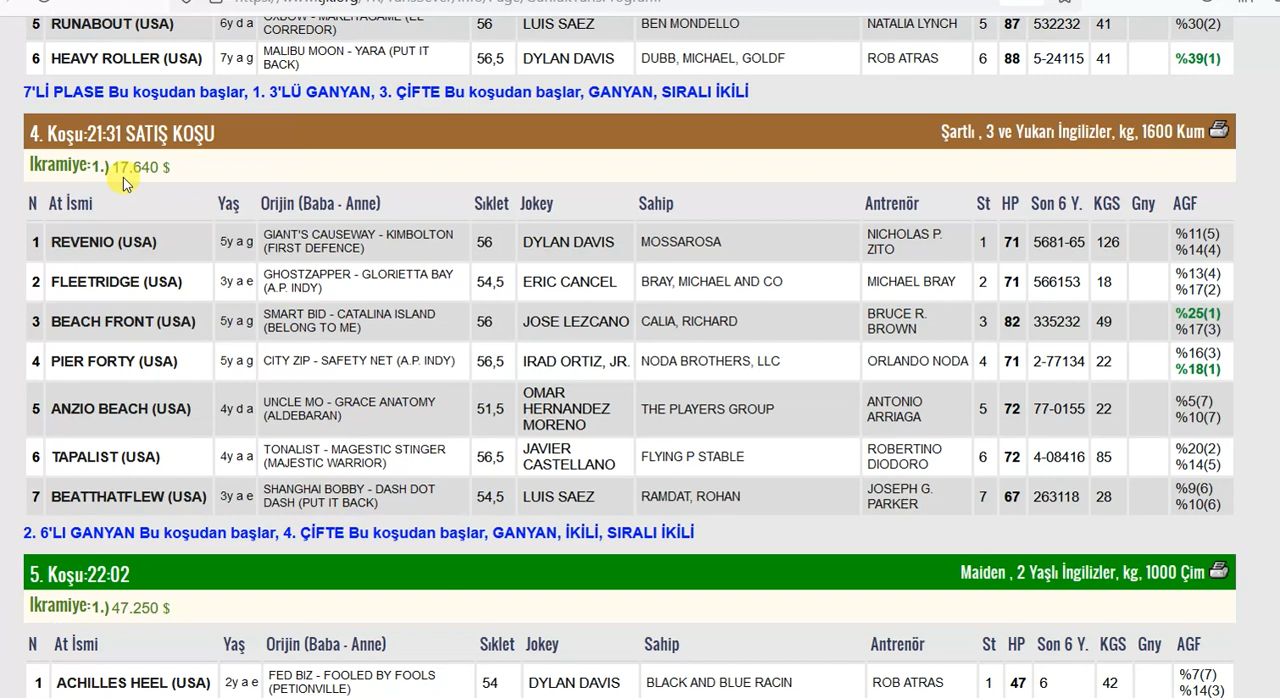 5 RUNABOUT (USA) 6y d a CORREDOR) 56 LUIS SAEZ BEN MONDELLO NATALIA LYNCH 5 87 532232 41 %30(2)
6 HEAVY ROLLER (USA) 7y a g MALIBU MOON - YARA (PUT IT BACK) 56,5 DYLAN DAVIS DUBB, MICHAEL, GOLDF ROB ATRAS 6 88 5-24115 41 %39(1)
7'Lİ PLASE Bu koşudan başlar, 1. 3'LÜ GANYAN, 3. ÇİFTE Bu koşudan başlar, GANYAN, SIRALI İKİLİ
4. Koşu:21:31 SATIŞ KOŞU Şartlı , 3 ve Yukarı İngilizler, kg, 1600 Kum
Ikramiye:1.) 17.640 $
N At İsmi Yaş Orijin (Baba - Anne) Sıklet Jokey Sahip Antrenör St HP Son 6 Y. KGS Gny AGF
1 REVENIO (USA) 5y a g GIANT'S CAUSEWAY - KIMBOLTON (FIRST DEFENCE) 56 DYLAN DAVIS MOSSAROSA NICHOLAS P. ZITO 1 71 5681-65 126 %11(5) %14(4)
2 FLEETRIDGE (USA) 3y a e GHOSTZAPPER - GLORIETTA BAY (A.P. INDY) 54,5 ERIC CANCEL BRAY, MICHAEL AND CO MICHAEL BRAY 2 71 566153 18 %13(4) %17(2)
3 BEACH FRONT (USA) 5y a g SMART BID - CATALINA ISLAND (BELONG TO ME) 56 JOSE LEZCANO CALIA, RICHARD BRUCE R. BROWN 3 82 335232 49 %25(1) %17(3)
4 PIER FORTY (USA) 5y a g CITY ZIP - SAFETY NET (A.P. INDY) 56,5 IRAD ORTIZ, JR. NODA BROTHERS, LLC ORLANDO NODA 4 71 2-77134 22 %16(3) %18(1)
5 ANZIO BEACH (USA) 4y d a UNCLE MO - GRACE ANATOMY (ALDEBARAN) 51,5 OMAR HERNANDEZ MORENO THE PLAYERS GROUP ANTONIO ARRIAGA 5 72 77-0155 22 %5(7) %10(7)
6 TAPALIST (USA) 4y a a TONALIST - MAGESTIC STINGER (MAJESTIC WARRIOR) 56,5 JAVIER CASTELLANO FLYING P STABLE ROBERTINO DIODORO 6 72 4-08416 85 %20(2) %14(5)
7 BEATTHATFLEW (USA) 3y a e SHANGHAI BOBBY - DASH DOT DASH (PUT IT BACK) 54,5 LUIS SAEZ RAMDAT, ROHAN JOSEPH G. PARKER 7 67 263118 28 %9(6) %10(6)
2. 6'LI GANYAN Bu koşudan başlar, 4. ÇİFTE Bu koşudan başlar, GANYAN, İKİLİ, SIRALI İKİLİ
5. Koşu:22:02 Maiden , 2 Yaşlı İngilizler, kg, 1000 Çim
Ikramiye:1.) 47.250 $
N At İsmi Yaş Orijin (Baba - Anne) Sıklet Jokey Sahip Antrenör St HP Son 6 Y. KGS Gny AGF
1 ACHILLES HEEL (USA) 2y a e FED BIZ - FOOLED BY FOOLS (PETIONVILLE) 54 DYLAN DAVIS BLACK AND BLUE RACIN ROB ATRAS 1 47 6 42 %7(7) %14(3)